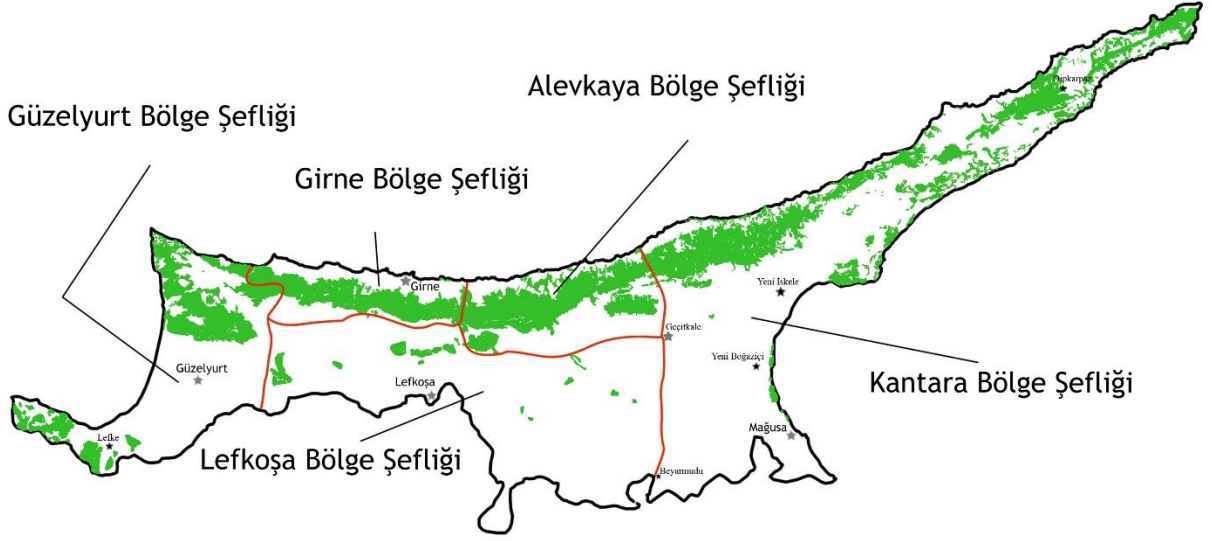 Dipkarpaz
Alevkaya Bölge Şefliği
Güzelyurt Bölge Şefliği
Girne Bölge Şefliği
Girne
Yeni İskele
Geçitkale
Yeni Boğaziçi
Güzelyurt
Lefkoşa
Kantara Bölge Şefliği
Mağusa
Lefke
Lefkoşa Bölge Şefliği
Beyarmudu